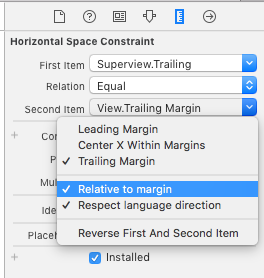 Horizontal Space Constraint
First Item Superview.Trailing
Relation Equal
Second Item View.Trailing Margin
Leading Margin
Center X Within Margins
Trailing Margin
Relative to margin
Respect language direction
Reverse First And Second Item
Installed